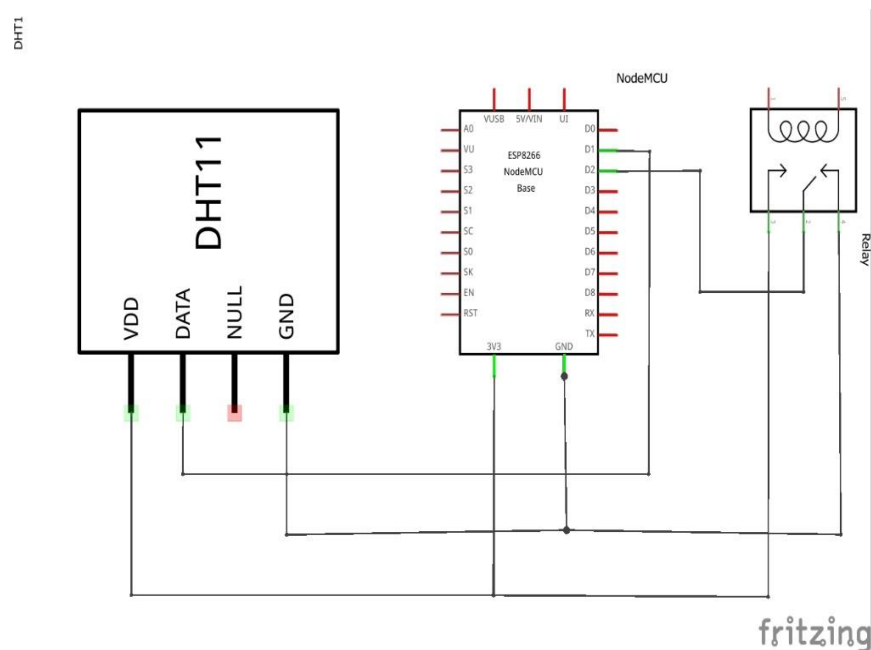 DHT1
NodeMCU
DHT11
VDD
DATA
NULL
GND
VUSB
5V/VIN
UI
A0
VU
S3
S2
S1
SC
S0
SK
EN
RST
ESP8266
NodeMCU
Base
D0
D1
D2
D3
D4
D5
D6
D7
D8
RX
TX
3V3
GND
Relay
fritzing